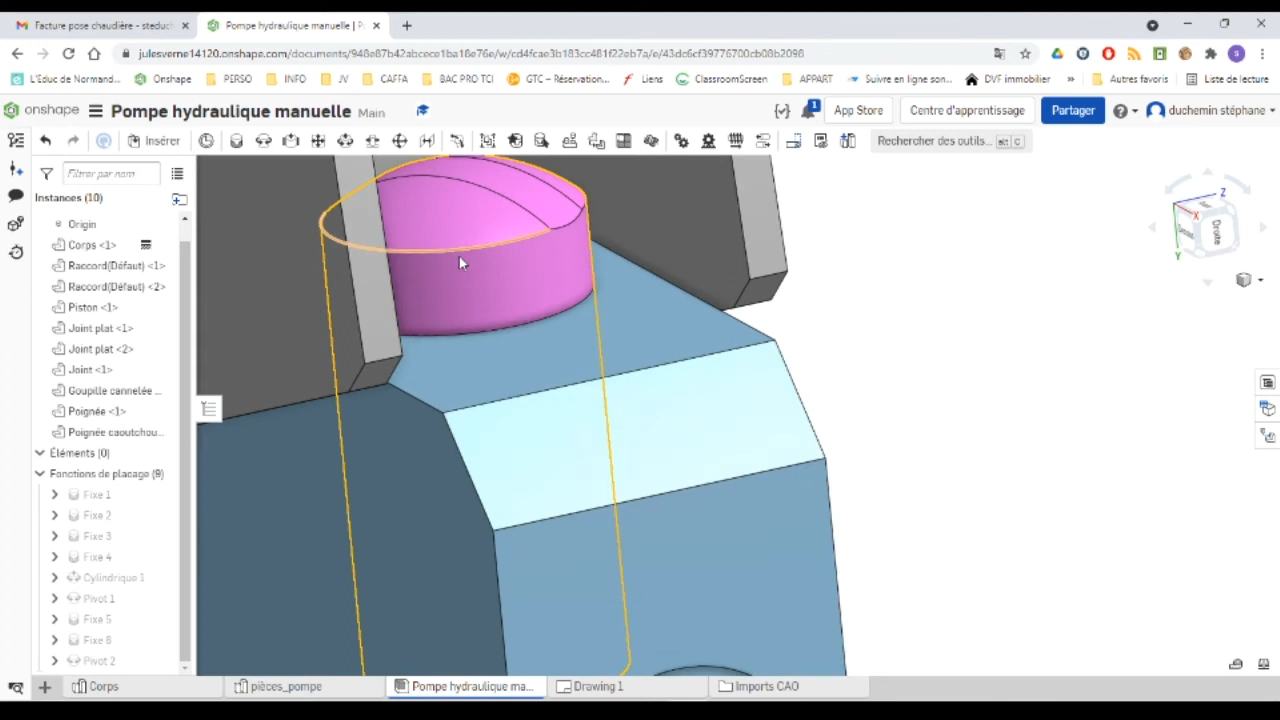 Facture pose chaudière - steduch
Pompe hydraulique manuelle | P
julesverne14120.onshape.com/documents/948e87b42abcece1ba18e76e/w/cd4fcae3b183cc481f22eb7a/e/43dc6cf39776700cb08b2098
S
L'Éduc de Normand... Onshape PERSO INFO JV CAFFA BAC PRO TCI GTC – Réservation... Liens ClassroomScreen APPART Suivre en ligne son... DVF immobilier » Autres favoris Liste de lecture
onshape Pompe hydraulique manuelle Main 1 App Store Centre d'apprentissage Partager duchemin stéphane
Insérer Rechercher des outils... alt C
Filtrer par nom
Instances (10)
Origin
Corps <1>
Raccord(Défaut) <1>
Raccord(Défaut) <2>
Piston <1>
Joint plat <1>
Joint plat <2>
Joint <1>
Goupille cannelée ...
Poignée <1>
Poignée caoutchou...
Éléments (0)
Fonctions de placage (9)
Fixe 1
Fixe 2
Fixe 3
Fixe 4
Cylindrique 1
Pivot 1
Fixe 5
Fixe 6
Pivot 2
Z
X
Y
Droite
Corps pièces_pompe Pompe hydraulique ma... Drawing 1 Imports CAO